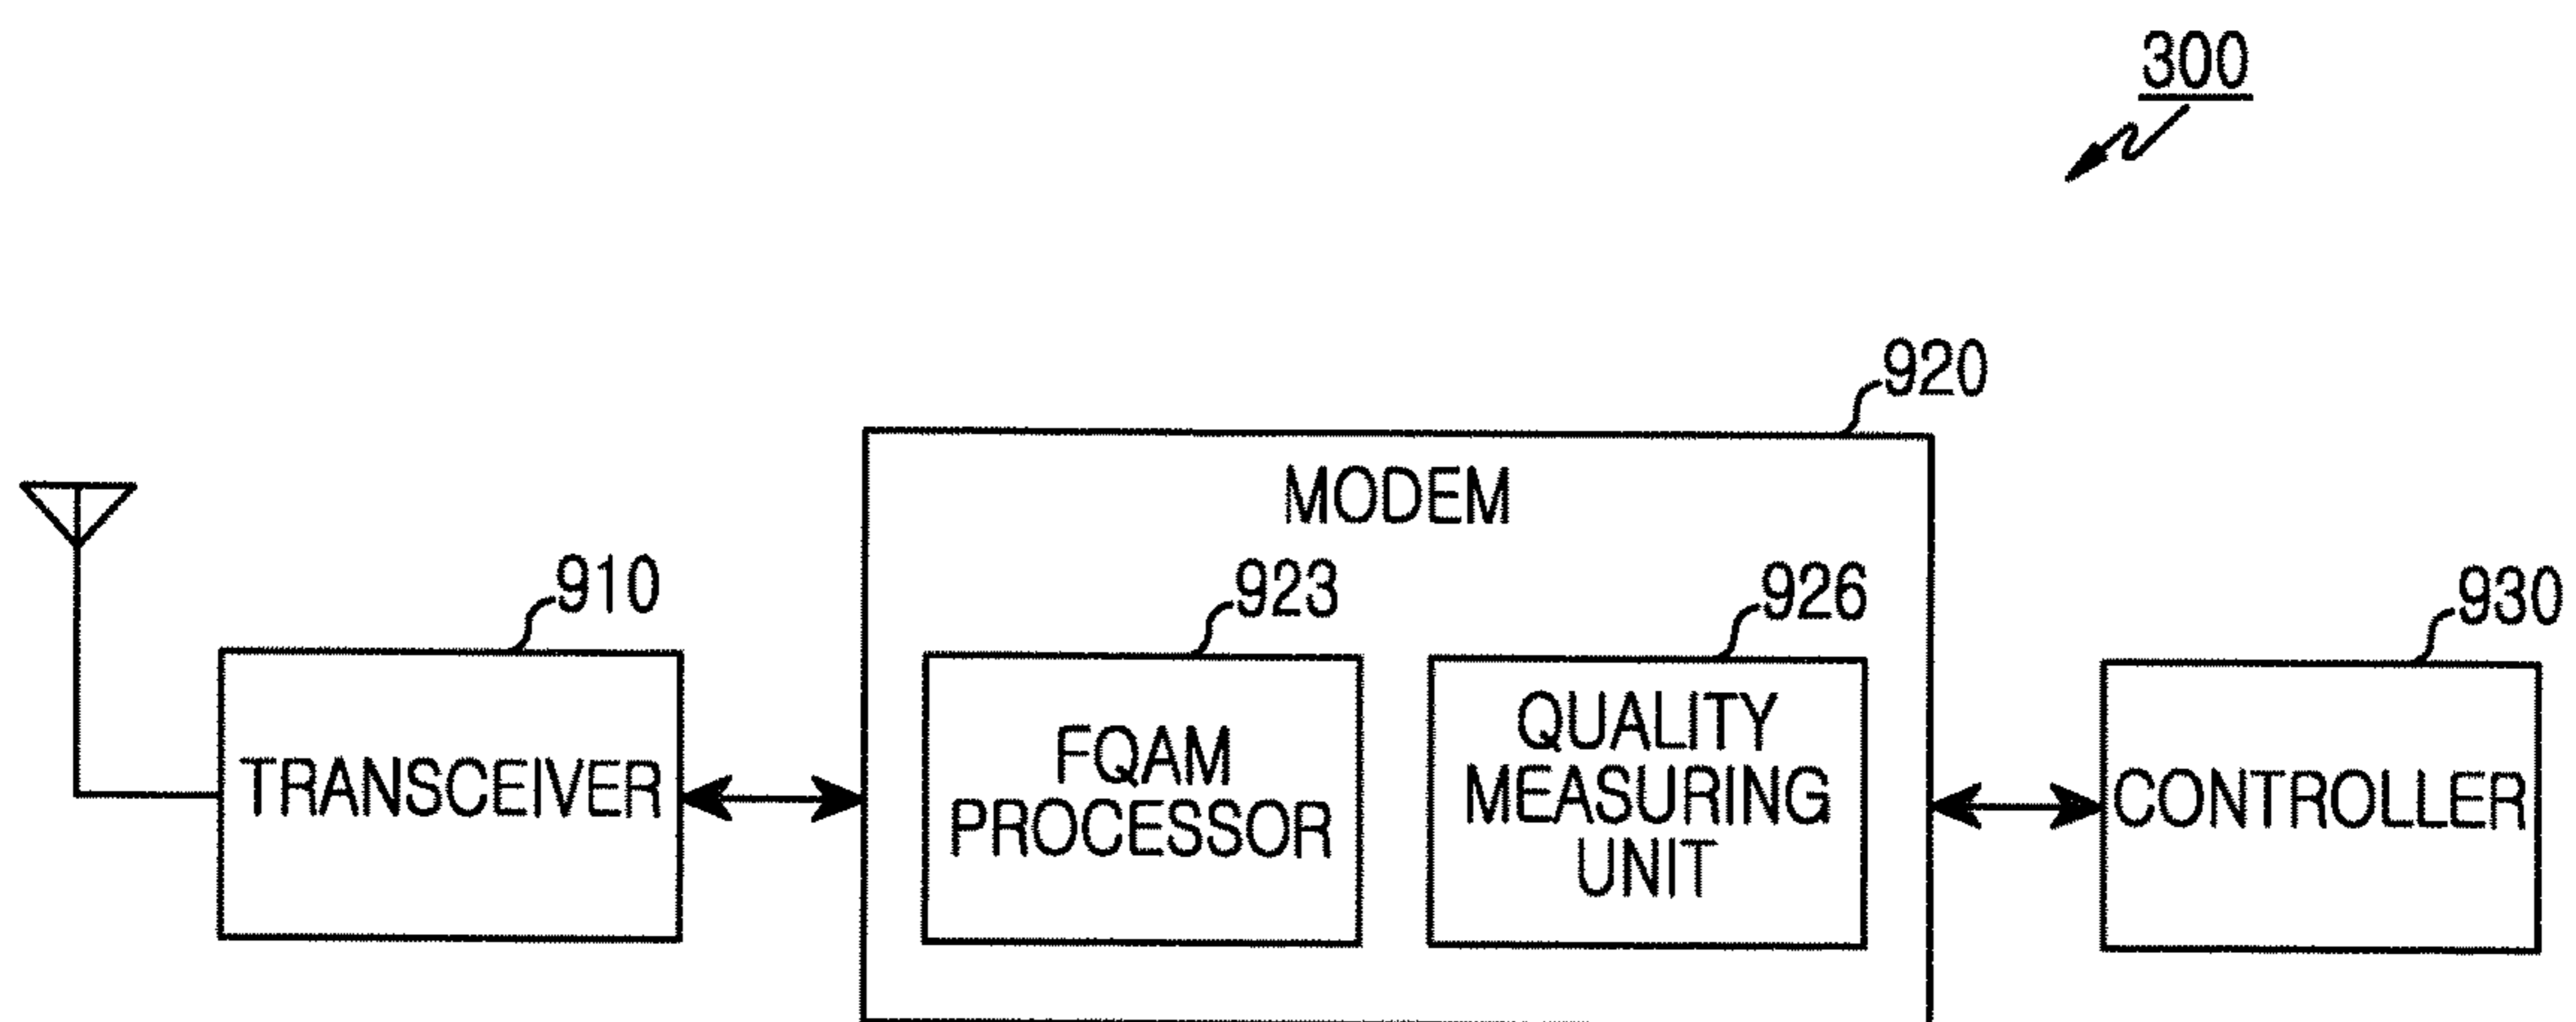 300
920
MODEM
910
923
926
930
TRANSCEIVER
FQAM
PROCESSOR
QUALITY
MEASURING
UNIT
CONTROLLER